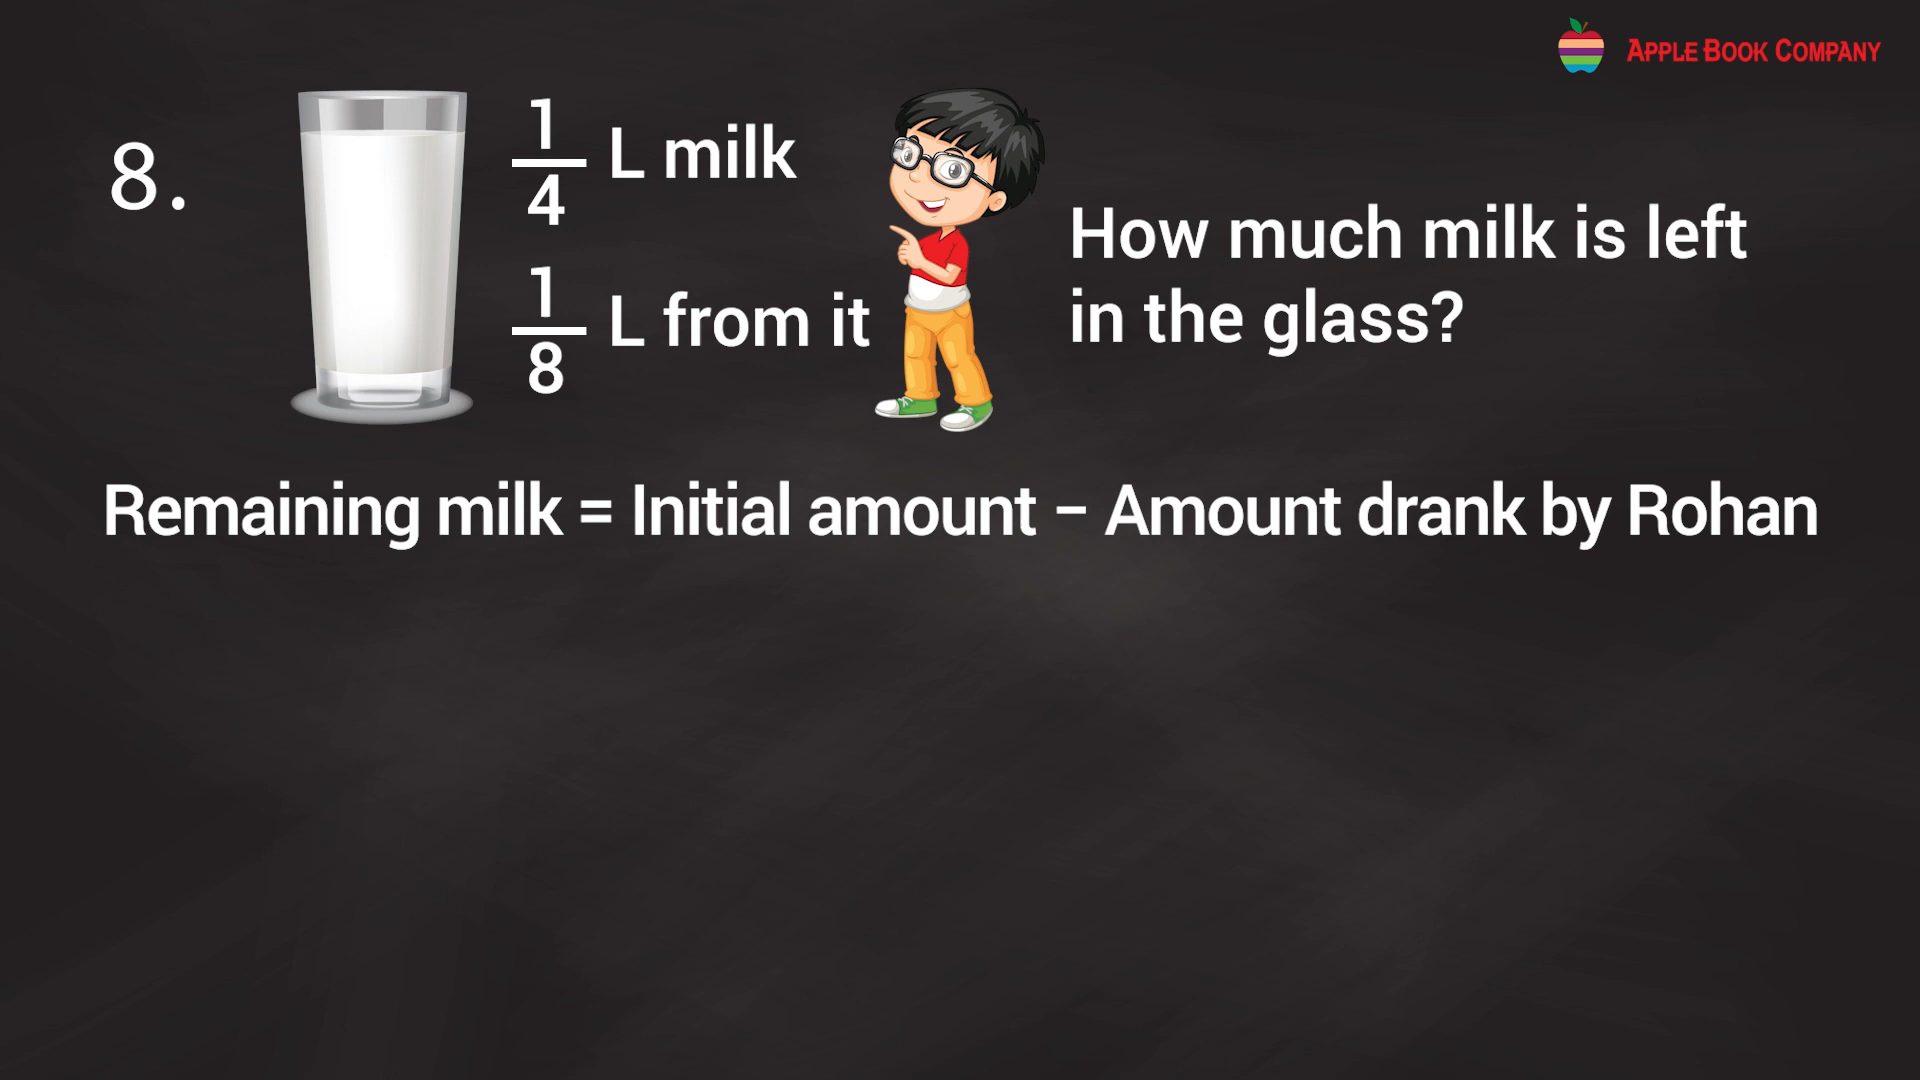 APPLE BOOK COMPANY
8.
1/4 L milk
1/8 L from it
How much milk is left
in the glass?
Remaining milk = Initial amount − Amount drank by Rohan